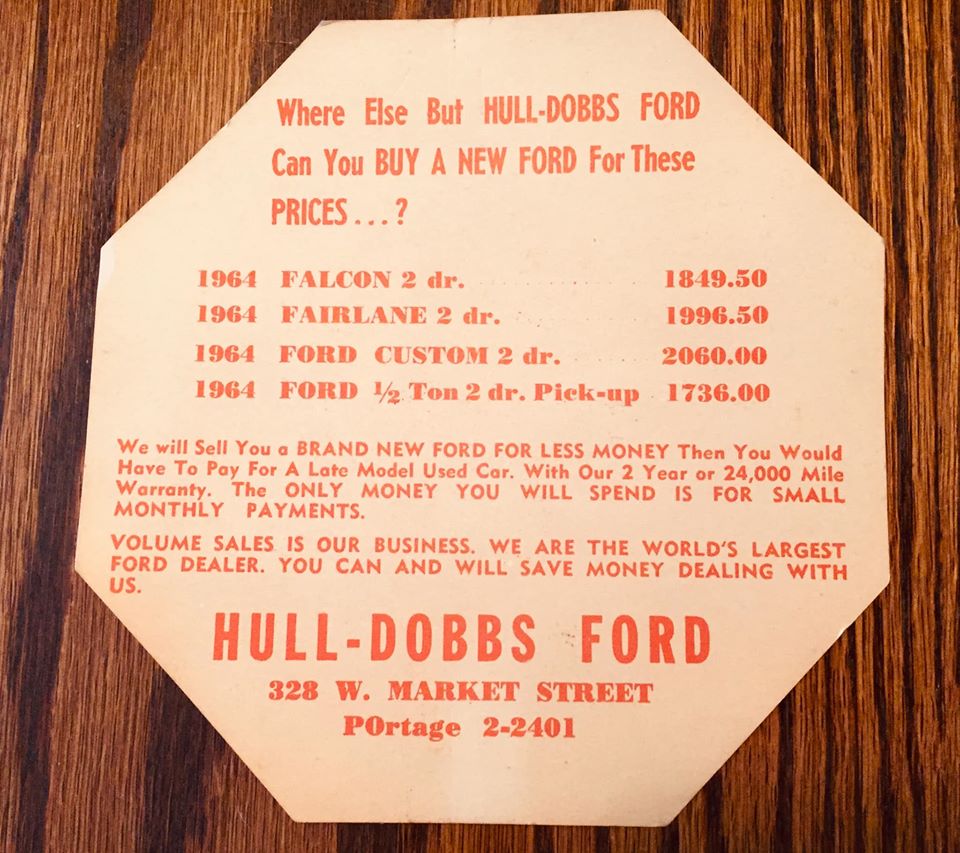 Where Else But HULL-DOBBS FORD
Can You BUY A NEW FORD For These
PRICES...?
1964 FALCON 2 dr. . . . . . . . . . . . . . . . 1849.50
1964 FAIRLANE 2 dr. . . . . . . . . . . . . 1996.50
1964 FORD CUSTOM 2 dr. . . . . . . . 2060.00
1964 FORD ½ Ton 2 dr. Pick-up 1736.00
We will Sell You a BRAND NEW FORD FOR LESS MONEY Then You Would
Have To Pay For A Late Model Used Car. With Our 2 Year or 24,000 Mile
Warranty. The ONLY MONEY YOU WILL SPEND IS FOR SMALL
MONTHLY PAYMENTS.
VOLUME SALES IS OUR BUSINESS. WE ARE THE WORLD'S LARGEST
FORD DEALER. YOU CAN AND WILL SAVE MONEY DEALING WITH
US.
HULL-DOBBS FORD
328 W. MARKET STREET
POrtage 2-2401